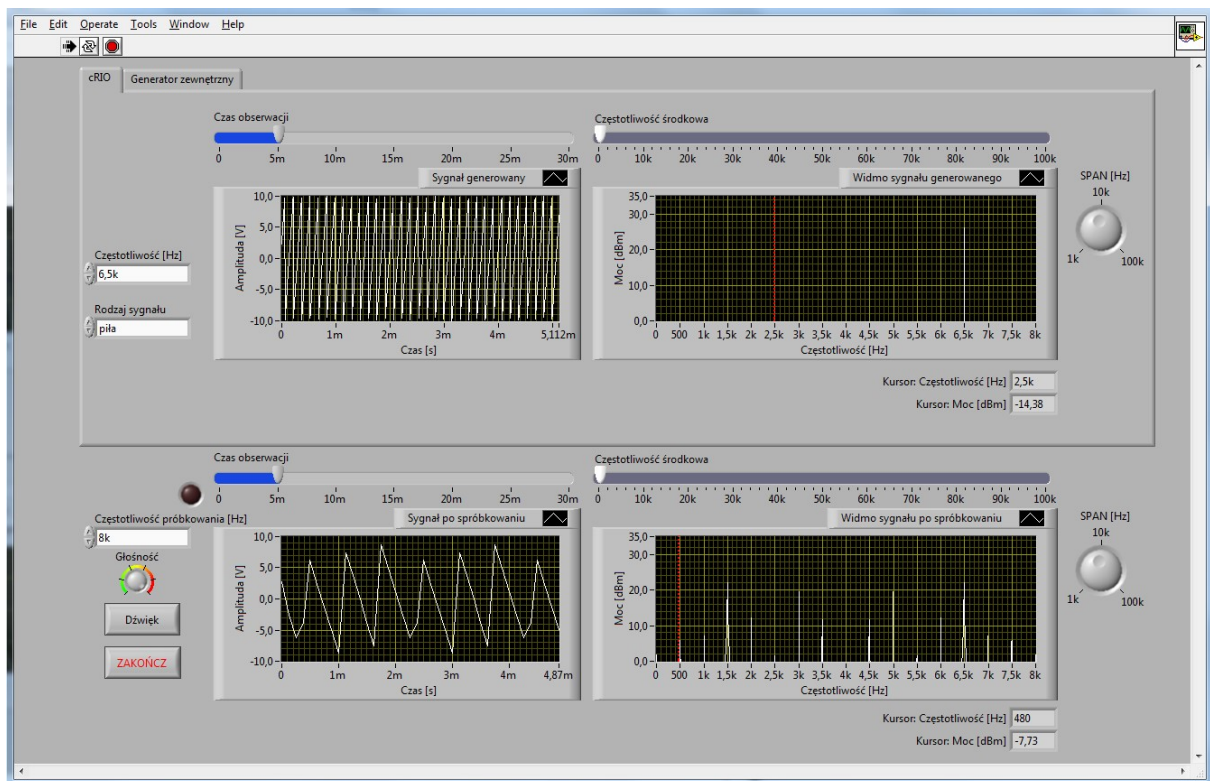 File Edit Operate Tools Window Help
cRIO Generator zewnętrzny
Czas obserwacji
0 5m 10m 15m 20m 25m 30m
Częstotliwość środkowa
0 10k 20k 30k 40k 50k 60k 70k 80k 90k 100k
Sygnał generowany
Widmo sygnału generowanego
SPAN [Hz]
10k
1k 100k
Częstotliwość [Hz]
6,5k
Rodzaj sygnału
piła
Amplituda [V]
10,0
5,0
0,0
-5,0
-10,0
0 1m 2m 3m 4m 5,112m
Czas [s]
Moc [dBm]
35,0
30,0
20,0
10,0
0,0
0 500 1k 1,5k 2k 2,5k 3k 3,5k 4k 4,5k 5k 5,5k 6k 6,5k 7k 7,5k 8k
Częstotliwość [Hz]
Kursor: Częstotliwość [Hz] 2,5k
Kursor: Moc [dBm] -14,38
Czas obserwacji
0 5m 10m 15m 20m 25m 30m
Częstotliwość środkowa
0 10k 20k 30k 40k 50k 60k 70k 80k 90k 100k
Częstotliwość próbkowania [Hz]
8k
Głośność
Dźwięk
ZAKOŃCZ
Sygnał po spróbkowaniu
Amplituda [V]
10,0
5,0
0,0
-5,0
-10,0
0 1m 2m 3m 4m 4,87m
Czas [s]
Widmo sygnału po spróbkowaniu
Moc [dBm]
35,0
30,0
20,0
10,0
0,0
0 500 1k 1,5k 2k 2,5k 3k 3,5k 4k 4,5k 5k 5,5k 6k 6,5k 7k 7,5k 8k
Częstotliwość [Hz]
SPAN [Hz]
10k
1k 100k
Kursor: Częstotliwość [Hz] 480
Kursor: Moc [dBm] -7,73